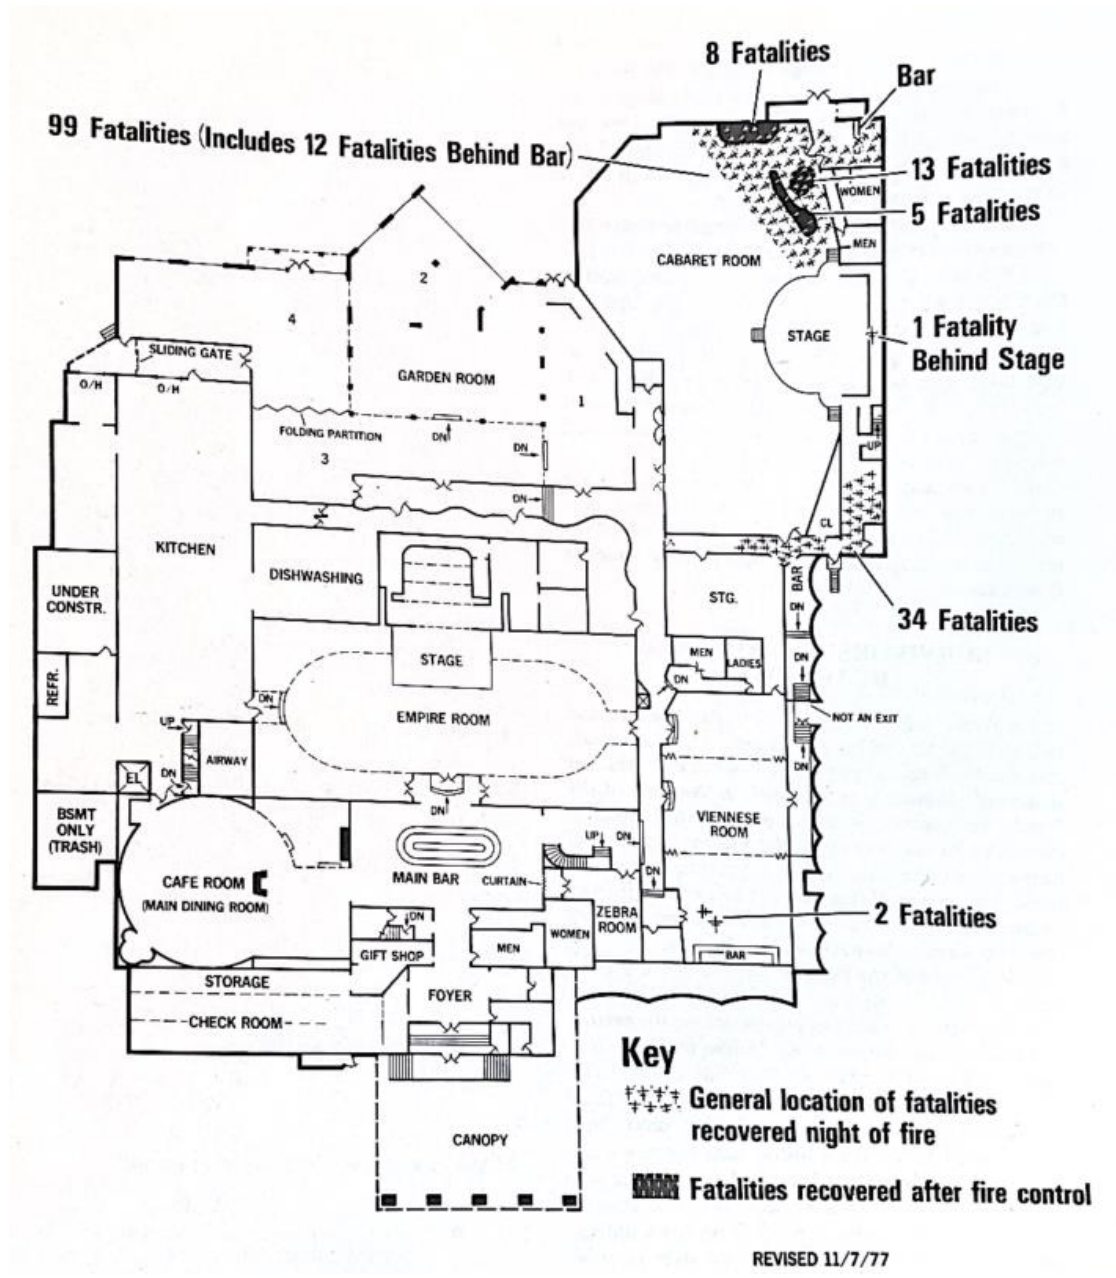 8 Fatalities
Bar
99 Fatalities (Includes 12 Fatalities Behind Bar)
13 Fatalities
WOMEN
5 Fatalities
MEN
CABARET ROOM
2
4
STAGE
1 Fatality
Behind Stage
SLIDING GATE
O/H
O/H
GARDEN ROOM
1
FOLDING PARTITION
DN
UP
3
DN
DN
CL
KITCHEN
DISHWASHING
UNDER
CONSTR.
BAR
STG.
DN
34 Fatalities
MEN
LADIES
DN
STAGE
DN
REFR.
DN
EMPIRE ROOM
NOT AN EXIT
UP
AIRWAY
DN
EL
DN
DN
BSMT
ONLY
(TRASH)
VIENNESE
ROOM
UP
DN
MAIN BAR
CURTAIN
DN
CAFE ROOM
(MAIN DINING ROOM)
DN
ZEBRA
ROOM
2 Fatalities
WOMEN
MEN
GIFT SHOP
BAR
STORAGE
FOYER
CHECK ROOM
Key
General location of fatalities
recovered night of fire
CANOPY
Fatalities recovered after fire control
REVISED 11/7/77